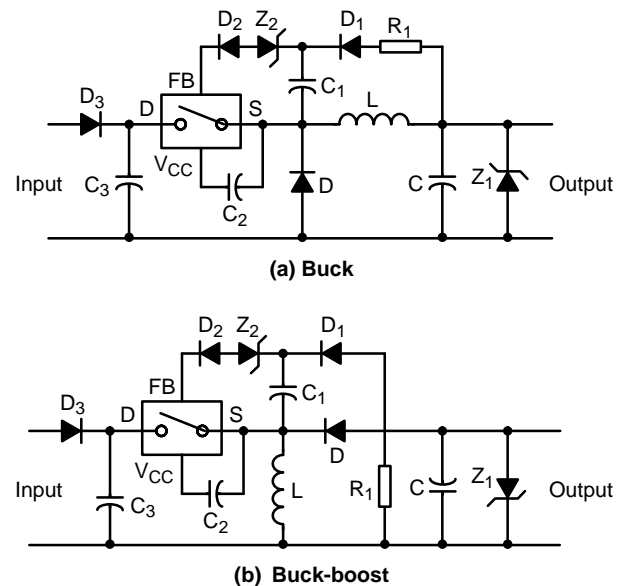 D2 Z2 D1 R1
FB
C1
D3 D S L
VCC
Input C3 C2 D C Z1 Output
(a) Buck
D2 Z2 D1
FB
C1
D3 D S
D
VCC
Input C3 C2 L R1 C Z1 Output
(b) Buck-boost